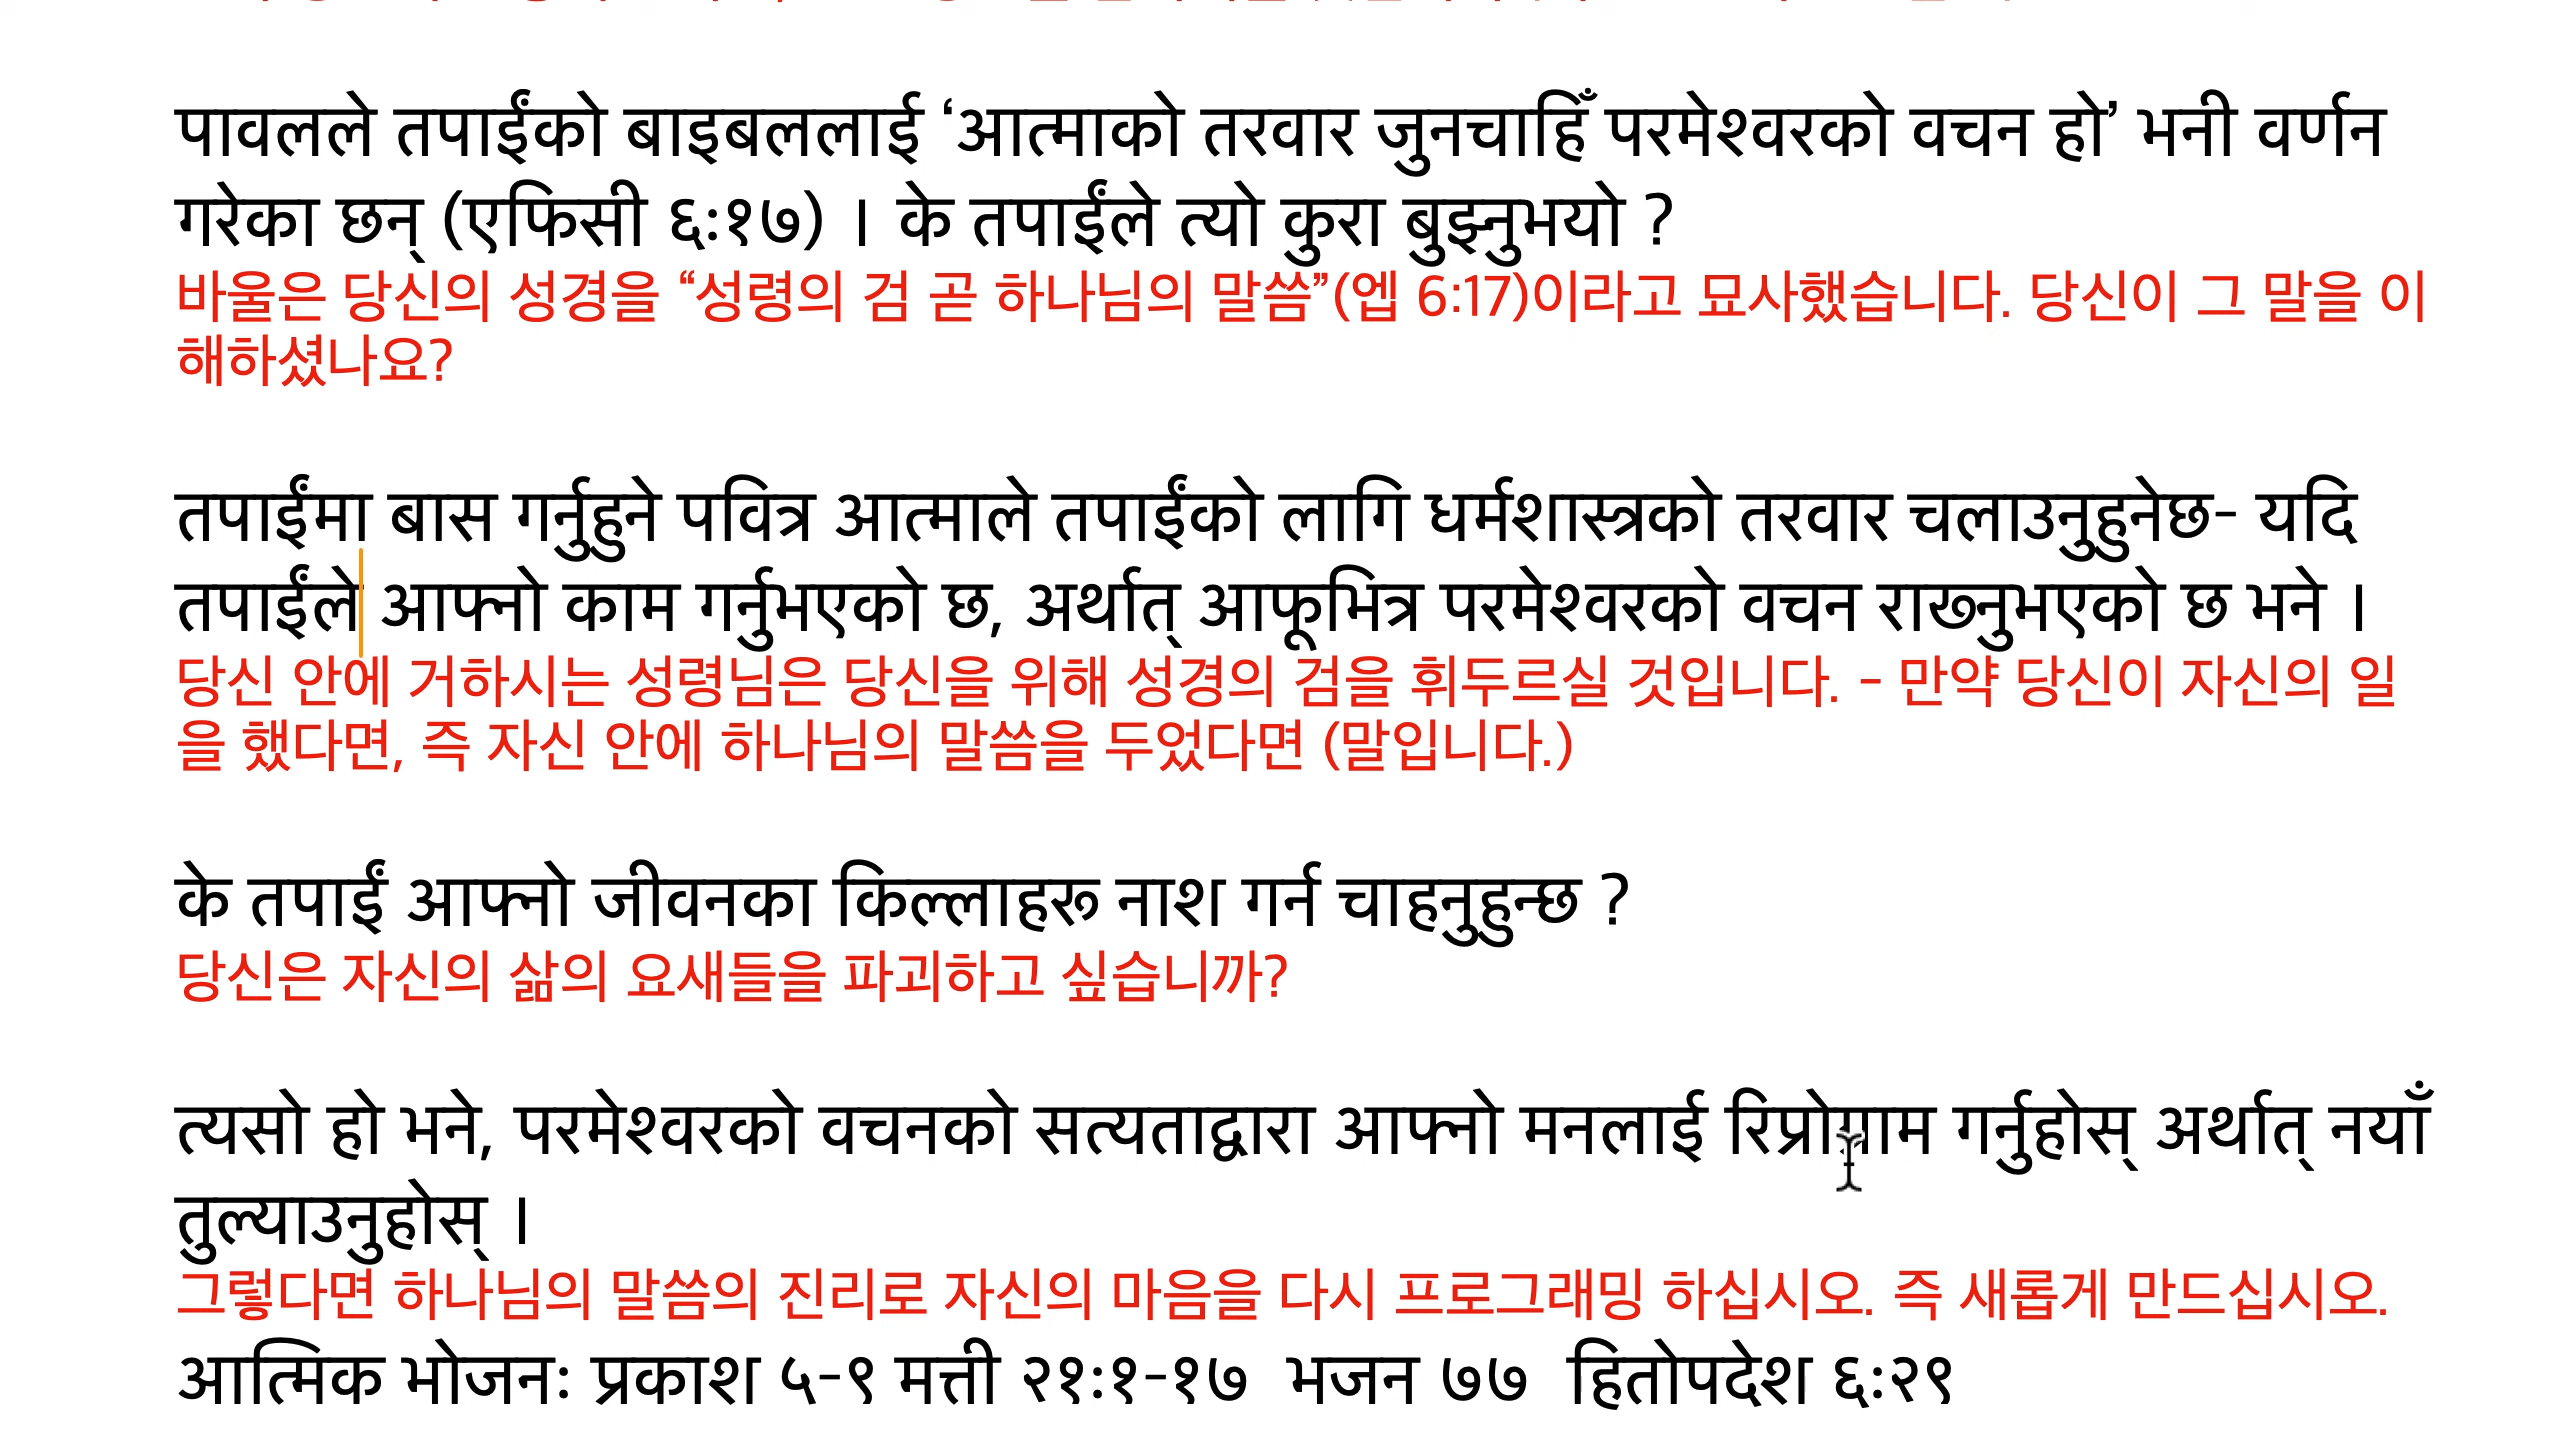 पावलले तपाईंको बाइबललाई ‘आत्माको तरवार जुनचाहिँ परमेश्वरको वचन हो’ भनी वर्णन
गरेका छन् (एफिसी ६ः१७) । के तपाईंले त्यो कुरा बुझ्नुभयो ?
바울은 당신의 성경을 “성령의 검 곧 하나님의 말씀”(엡 6:17)이라고 묘사했습니다. 당신이 그 말을 이
해하셨나요?
तपाईंमा बास गर्नुहुने पवित्र आत्माले तपाईंको लागि धर्मशास्त्रको तरवार चलाउनुहुनेछ- यदि
तपाईंले आफ्नो काम गर्नुभएको छ, अर्थात् आफूभित्र परमेश्वरको वचन राख्नुभएको छ भने ।
당신 안에 거하시는 성령님은 당신을 위해 성경의 검을 휘두르실 것입니다. - 만약 당신이 자신의 일
을 했다면, 즉 자신 안에 하나님의 말씀을 두었다면 (말입니다.)
के तपाईं आफ्नो जीवनका किल्लाहरू नाश गर्न चाहनुहुन्छ ?
당신은 자신의 삶의 요새들을 파괴하고 싶습니까?
त्यसो हो भने, परमेश्वरको वचनको सत्यताद्वारा आफ्नो मनलाई रिप्रोग्राम गर्नुहोस् अर्थात् नयाँ
तुल्याउनुहोस् ।
그렇다면 하나님의 말씀의 진리로 자신의 마음을 다시 프로그래밍 하십시오. 즉 새롭게 만드십시오.
आत्मिक भोजनः प्रकाश ५-९ मत्ती २१ः१-१७ भजन ७७ हितोपदेश ६ः२९